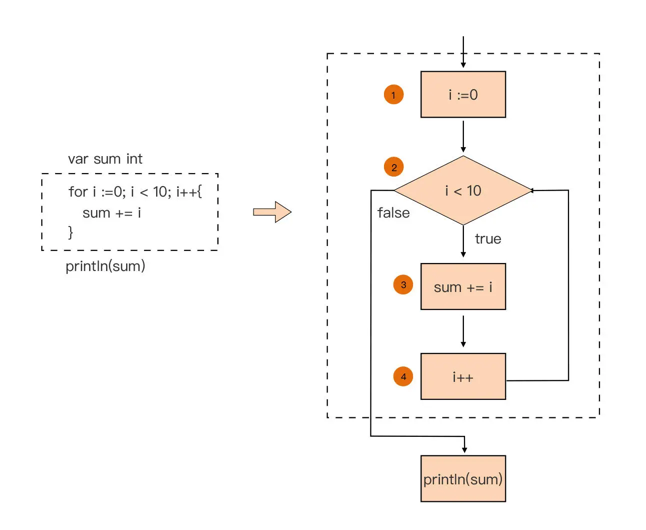 var sum int
for i :=0; i < 10; i++{
sum += i
}
println(sum)
1
i :=0
2
i < 10
false
true
3
sum += i
4
i++
println(sum)